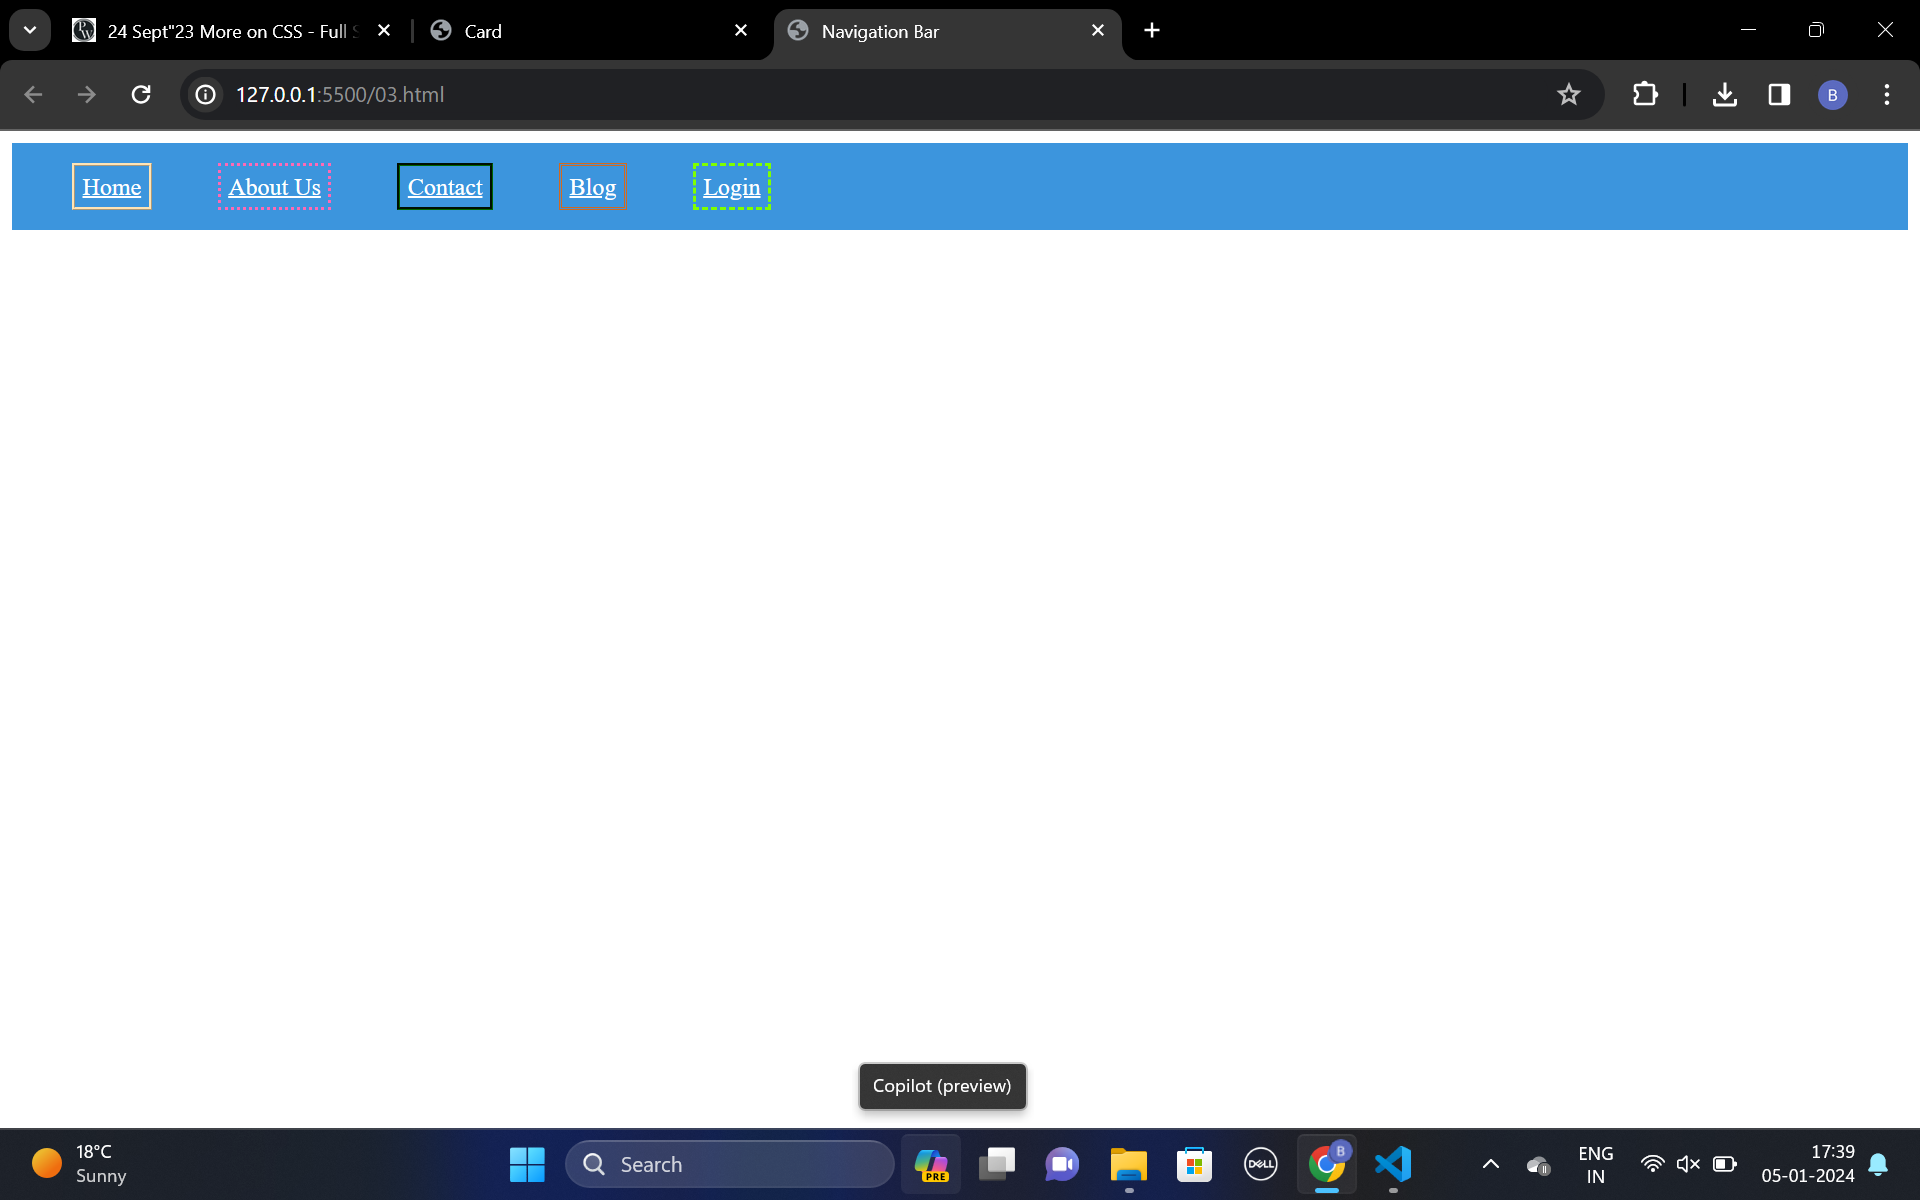 24 Sept"23 More on CSS - Full S
Card
Navigation Bar
127.0.0.1:5500/03.html
B
Home
About Us
Contact
Blog
Login
Copilot (preview)
18°C
Sunny
Search
PRE
DELL
B
ENG
IN
17:39
05-01-2024